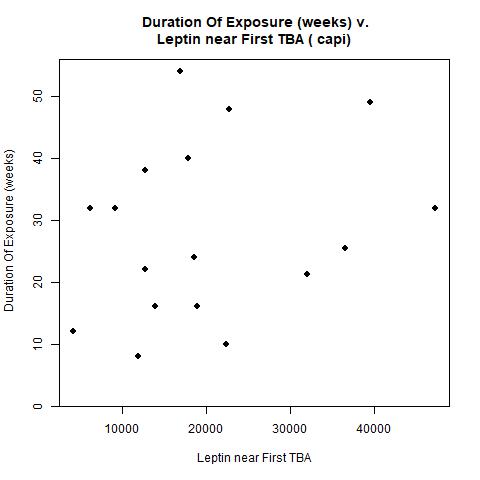 Duration Of Exposure (weeks) v.
Leptin near First TBA ( capi)
Duration Of Exposure (weeks)
50
40
30
20
10
0
10000 20000 30000 40000
Leptin near First TBA